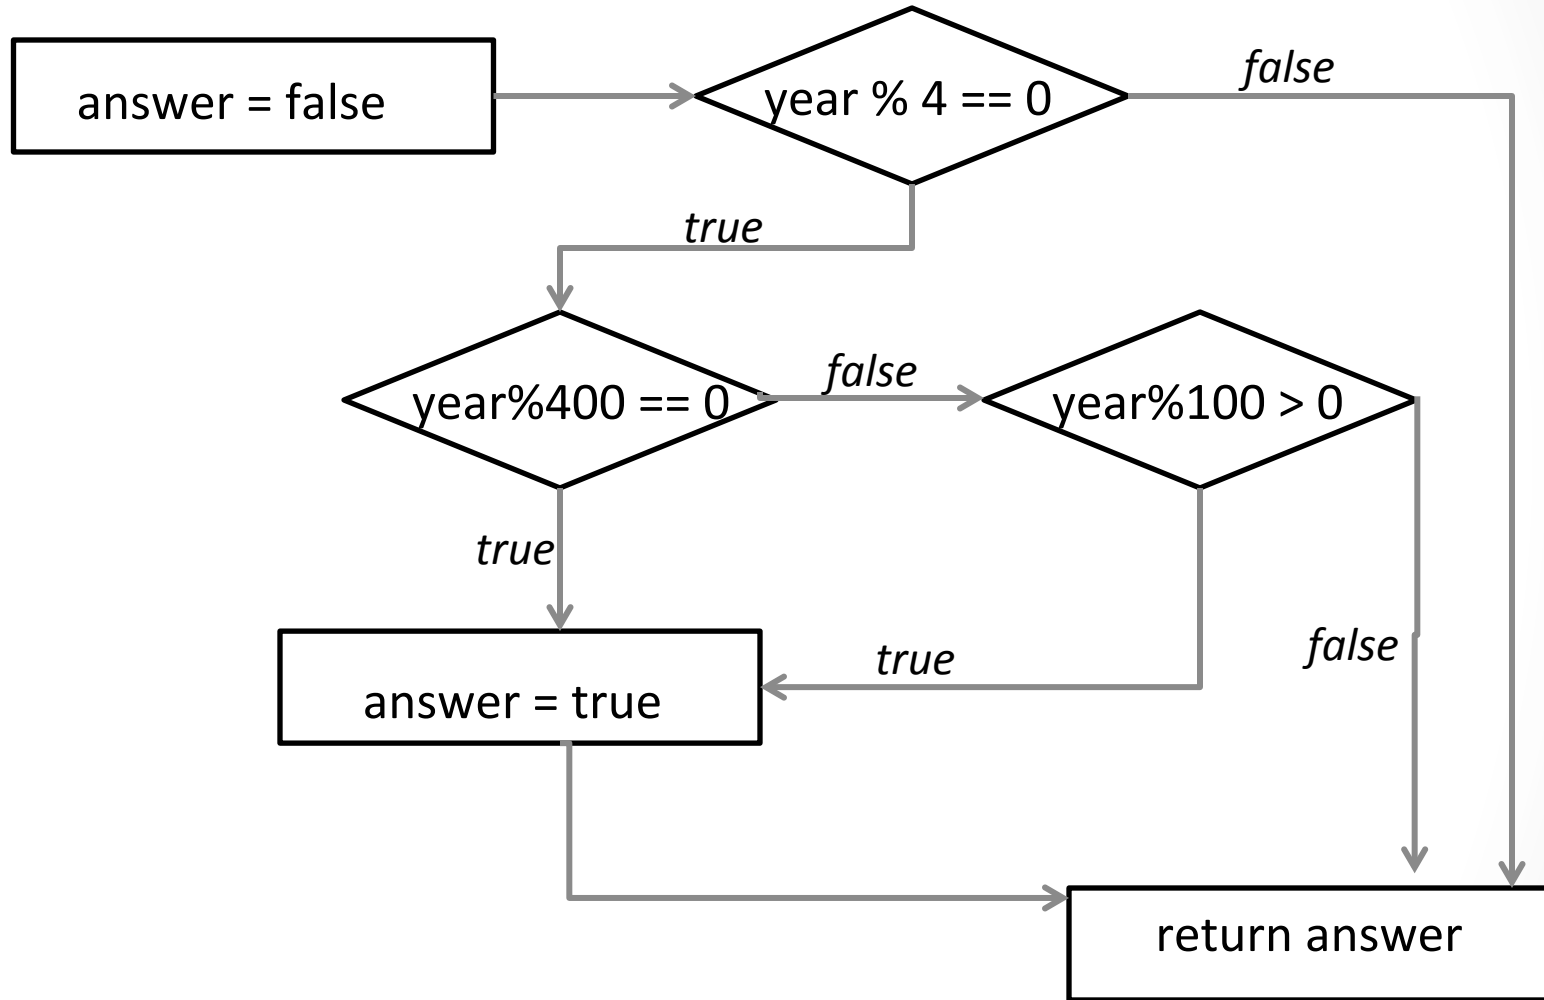 answer = false
year % 4 == 0
false
true
year%400 == 0
false
year%100 > 0
true
answer = true
true
false
return answer